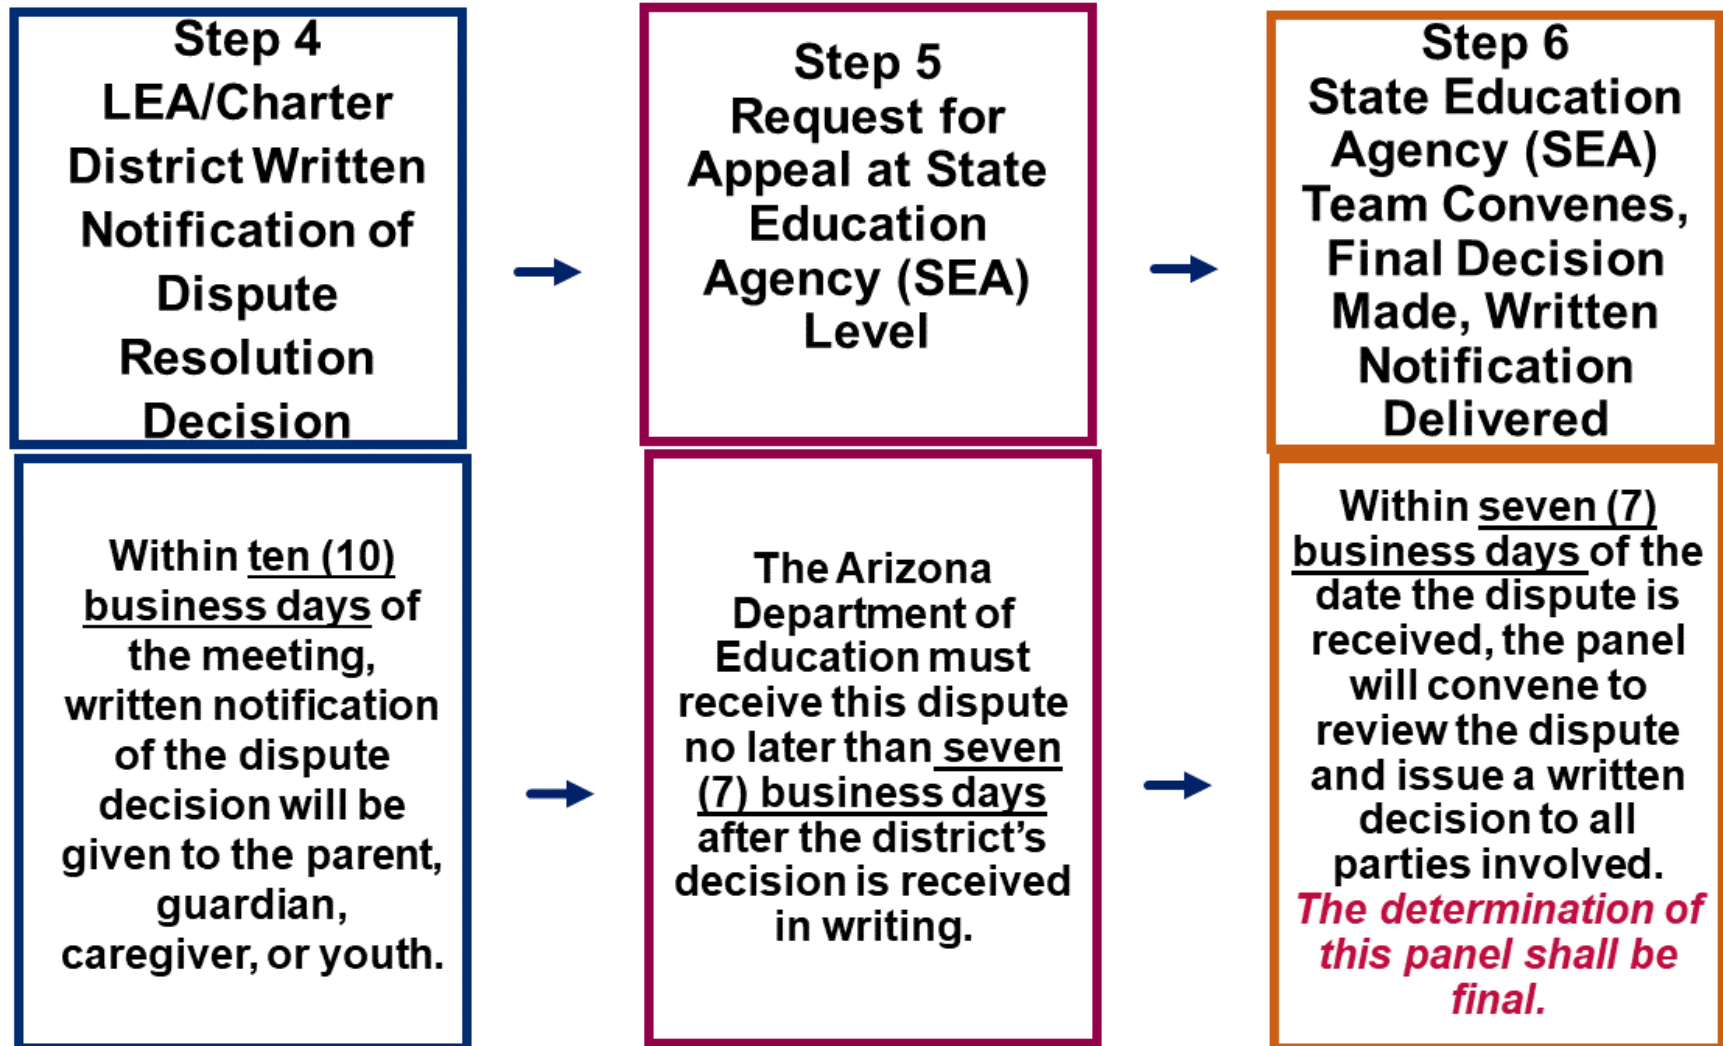 Step 4
LEA/Charter
District Written
Notification of
Dispute
Resolution
Decision
Within ten (10)
business days of
the meeting,
written notification
of the dispute
decision will be
given to the parent,
guardian,
caregiver, or youth.
Step 5
Request for
Appeal at State
Education
Agency (SEA)
Level
The Arizona
Department of
Education must
receive this dispute
no later than seven
(7) business days
after the district’s
decision is received
in writing.
Step 6
State Education
Agency (SEA)
Team Convenes,
Final Decision
Made, Written
Notification
Delivered
Within seven (7)
business days of the
date the dispute is
received, the panel
will convene to
review the dispute
and issue a written
decision to all
parties involved.
The determination of
this panel shall be
final.